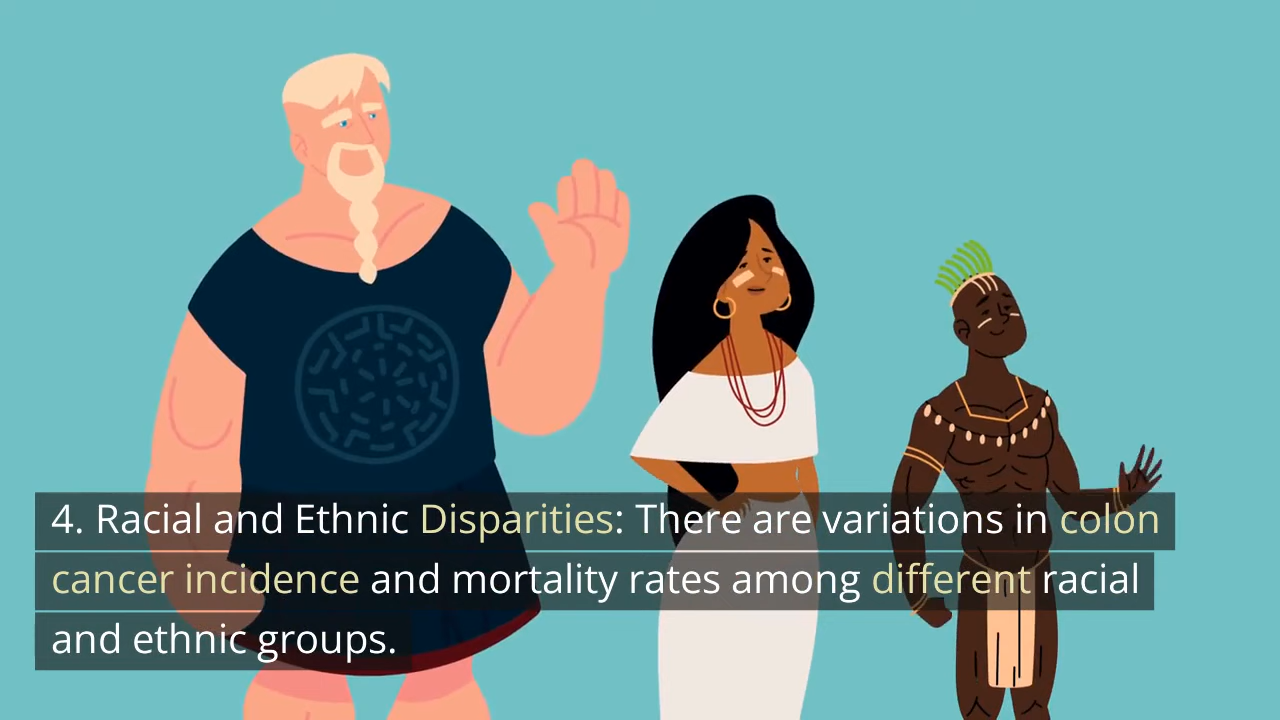 4. Racial and Ethnic Disparities: There are variations in colon
cancer incidence and mortality rates among different racial
and ethnic groups.